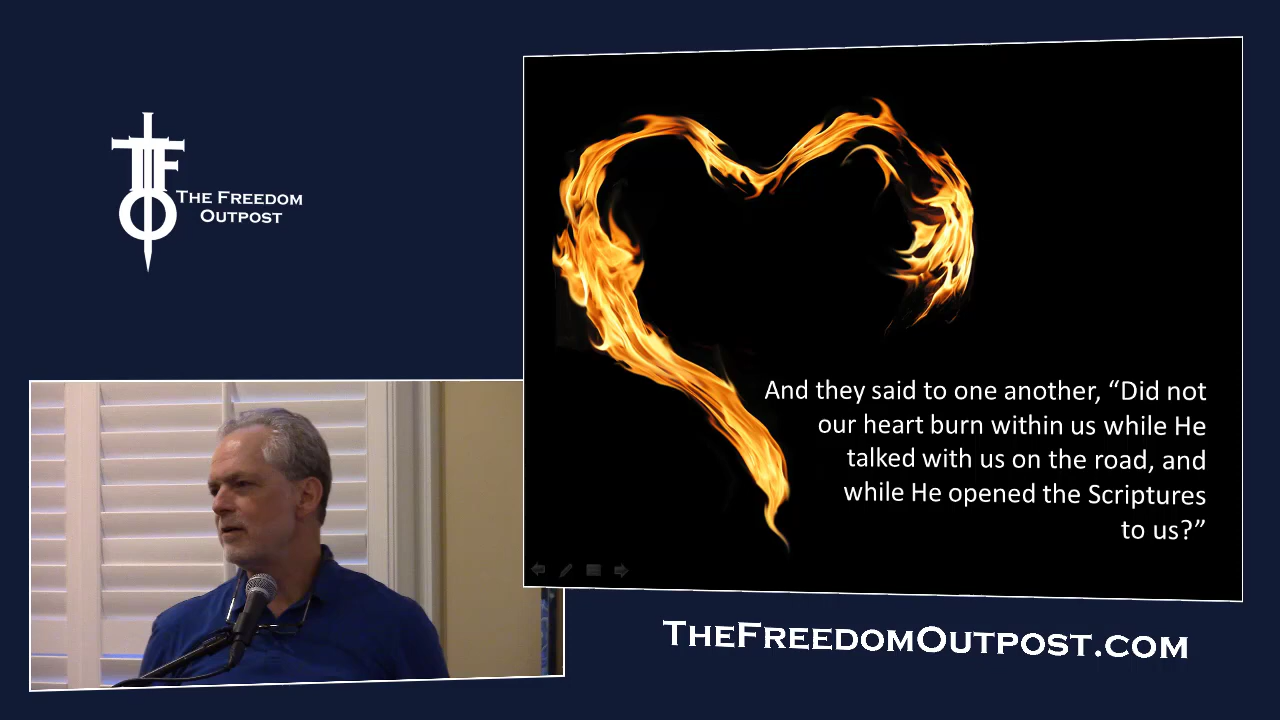 TFO
The Freedom
Outpost
And they said to one another, “Did not
our heart burn within us while He
talked with us on the road, and
while He opened the Scriptures
to us?”
TheFreedomOutpost.com